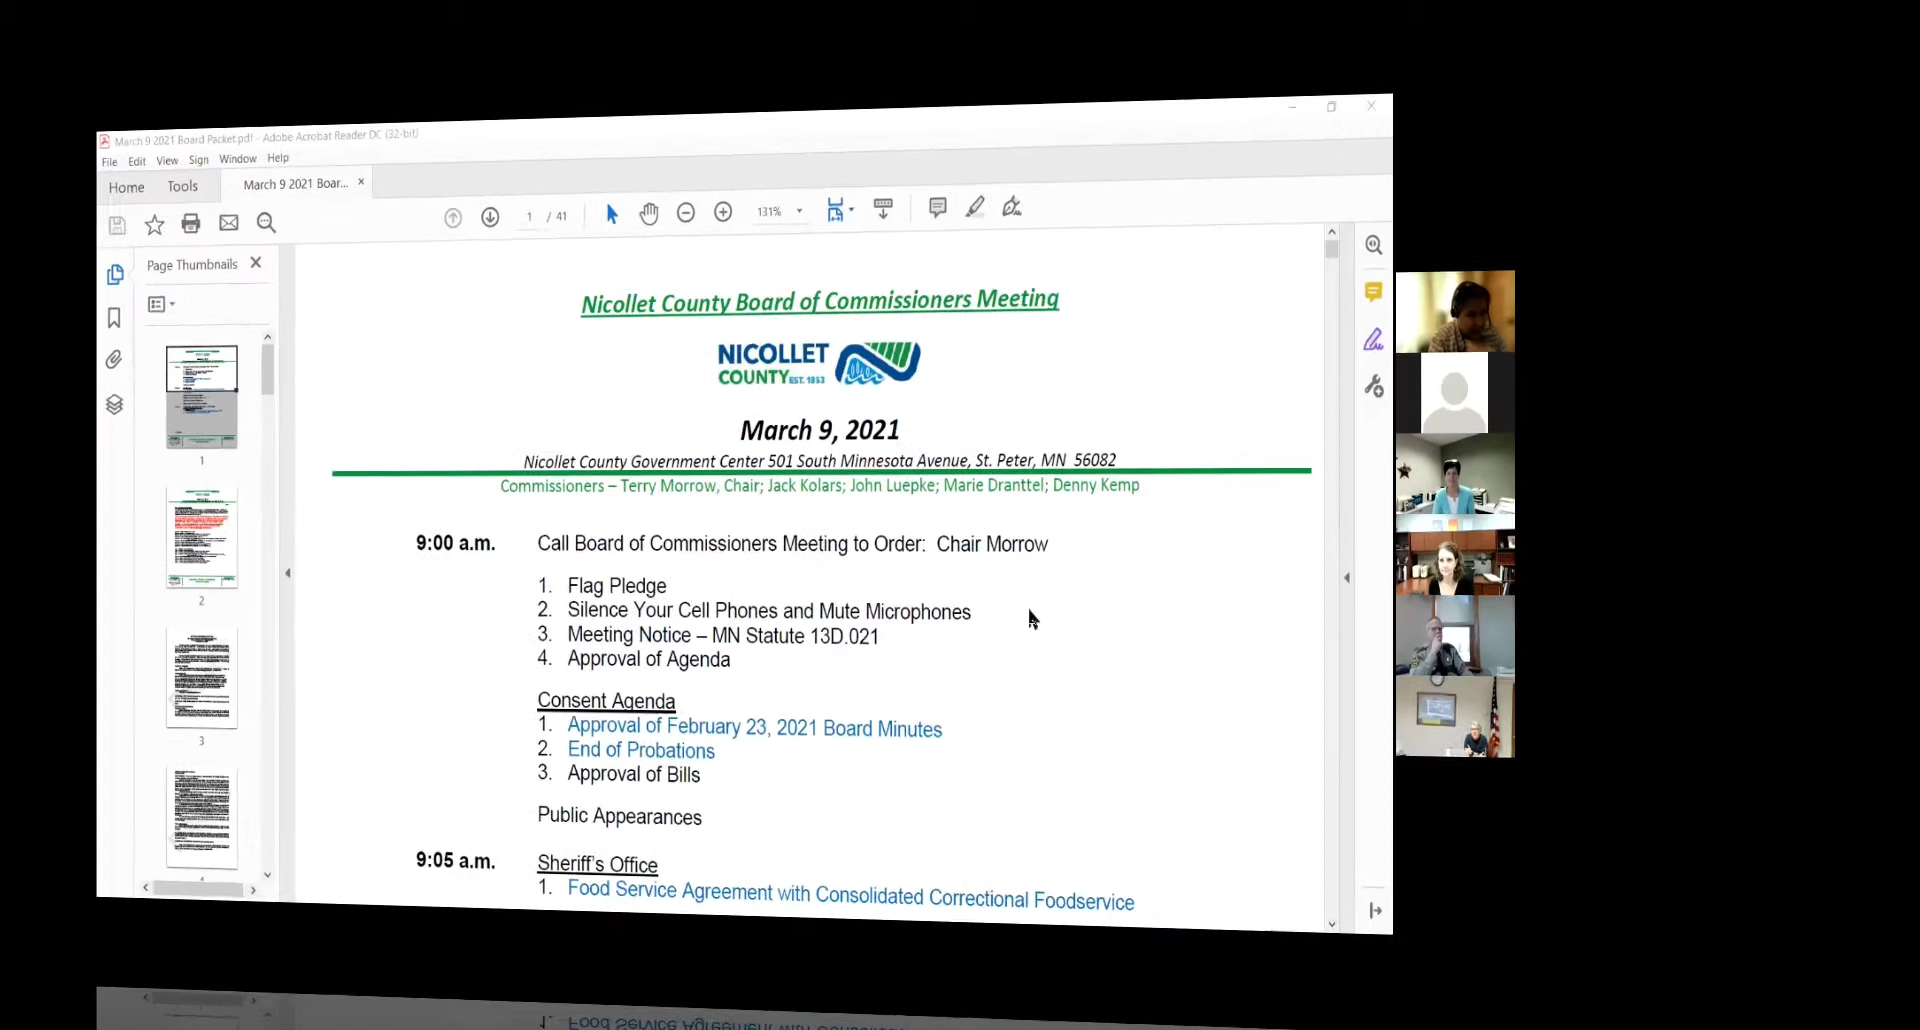 March 9 2021 Board Packet.pdf - Adobe Acrobat Reader DC (32-bit)
File Edit View Sign Window Help
Home Tools March 9 2021 Boar... ×
1 / 41 131%
Page Thumbnails
1
2
3
4
Nicollet County Board of Commissioners Meeting
NICOLLET
COUNTY EST. 1853
March 9, 2021
Nicollet County Government Center 501 South Minnesota Avenue, St. Peter, MN 56082
Commissioners – Terry Morrow, Chair; Jack Kolars; John Luepke; Marie Dranttel; Denny Kemp
9:00 a.m. Call Board of Commissioners Meeting to Order: Chair Morrow
1. Flag Pledge
2. Silence Your Cell Phones and Mute Microphones
3. Meeting Notice – MN Statute 13D.021
4. Approval of Agenda
Consent Agenda
1. Approval of February 23, 2021 Board Minutes
2. End of Probations
3. Approval of Bills
Public Appearances
9:05 a.m. Sheriff's Office
1. Food Service Agreement with Consolidated Correctional Foodservice